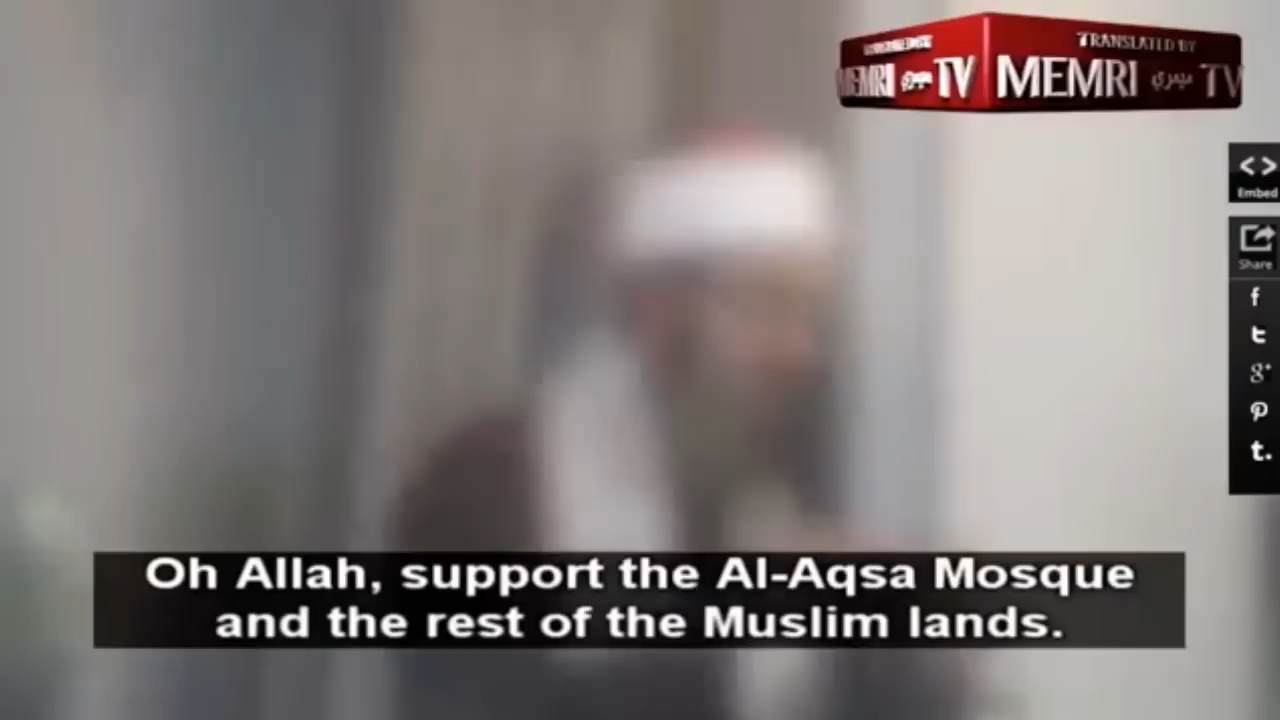 TRANSLATED BY
MEMRI TV
MEMRI ميمري TV
Embed
Share
f
t
g+
p
t.
Oh Allah, support the Al-Aqsa Mosque
and the rest of the Muslim lands.